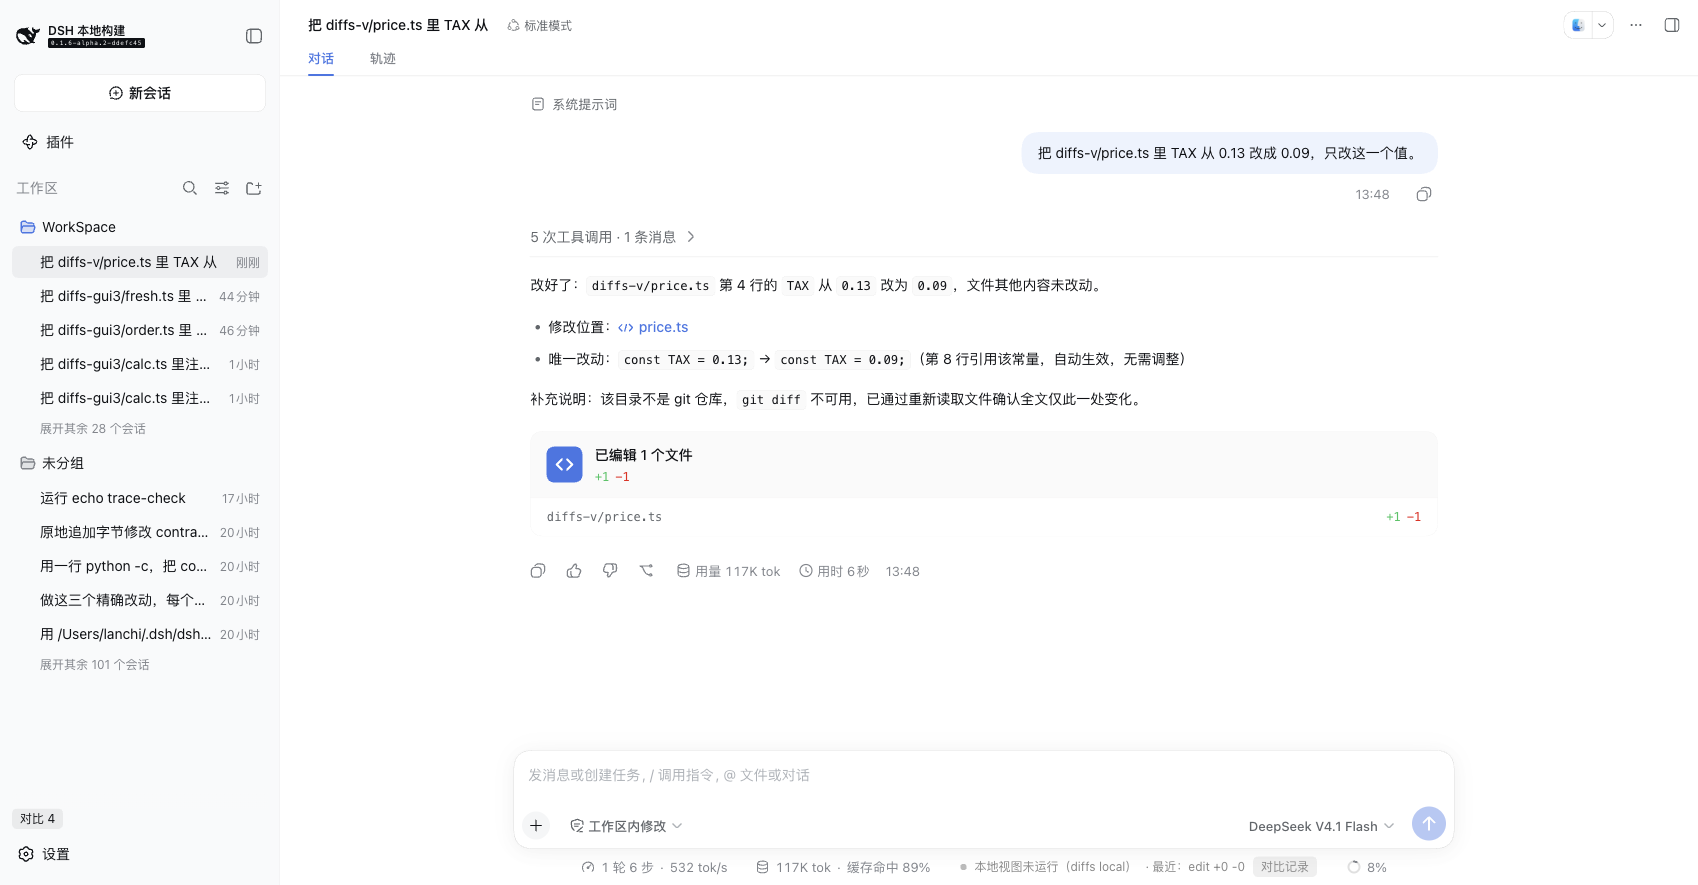 DSH 本地构建
0.1.6-alpha.2-ddefc45
新会话
插件
工作区
WorkSpace
把 diffs-v/price.ts 里 TAX 从 刚刚
把 diffs-gui3/fresh.ts 里 ... 44分钟
把 diffs-gui3/order.ts 里 ... 46分钟
把 diffs-gui3/calc.ts 里注... 1小时
把 diffs-gui3/calc.ts 里注... 1小时
展开其余 28 个会话
未分组
运行 echo trace-check 17小时
原地追加字节修改 contra... 20小时
用一行 python -c，把 co... 20小时
做这三个精确改动，每个... 20小时
用 /Users/lanchi/.dsh/dsh... 20小时
展开其余 101 个会话
对比 4
设置
把 diffs-v/price.ts 里 TAX 从 标准模式
对话 轨迹
系统提示词
把 diffs-v/price.ts 里 TAX 从 0.13 改成 0.09，只改这一个值。
13:48
5 次工具调用 · 1 条消息
改好了：diffs-v/price.ts 第 4 行的 TAX 从 0.13 改为 0.09，文件其他内容未改动。
• 修改位置：</> price.ts
• 唯一改动：const TAX = 0.13; → const TAX = 0.09;（第 8 行引用该常量，自动生效，无需调整）
补充说明：该目录不是 git 仓库，git diff 不可用，已通过重新读取文件确认全文仅此一处变化。
已编辑 1 个文件
+1 −1
diffs-v/price.ts +1 −1
用量 117K tok 用时 6秒 13:48
发消息或创建任务, / 调用指令, @ 文件或对话
工作区内修改 DeepSeek V4.1 Flash
1 轮 6 步 · 532 tok/s 117K tok · 缓存命中 89% 本地视图未运行（diffs local） · 最近：edit +0 -0 对比记录 8%